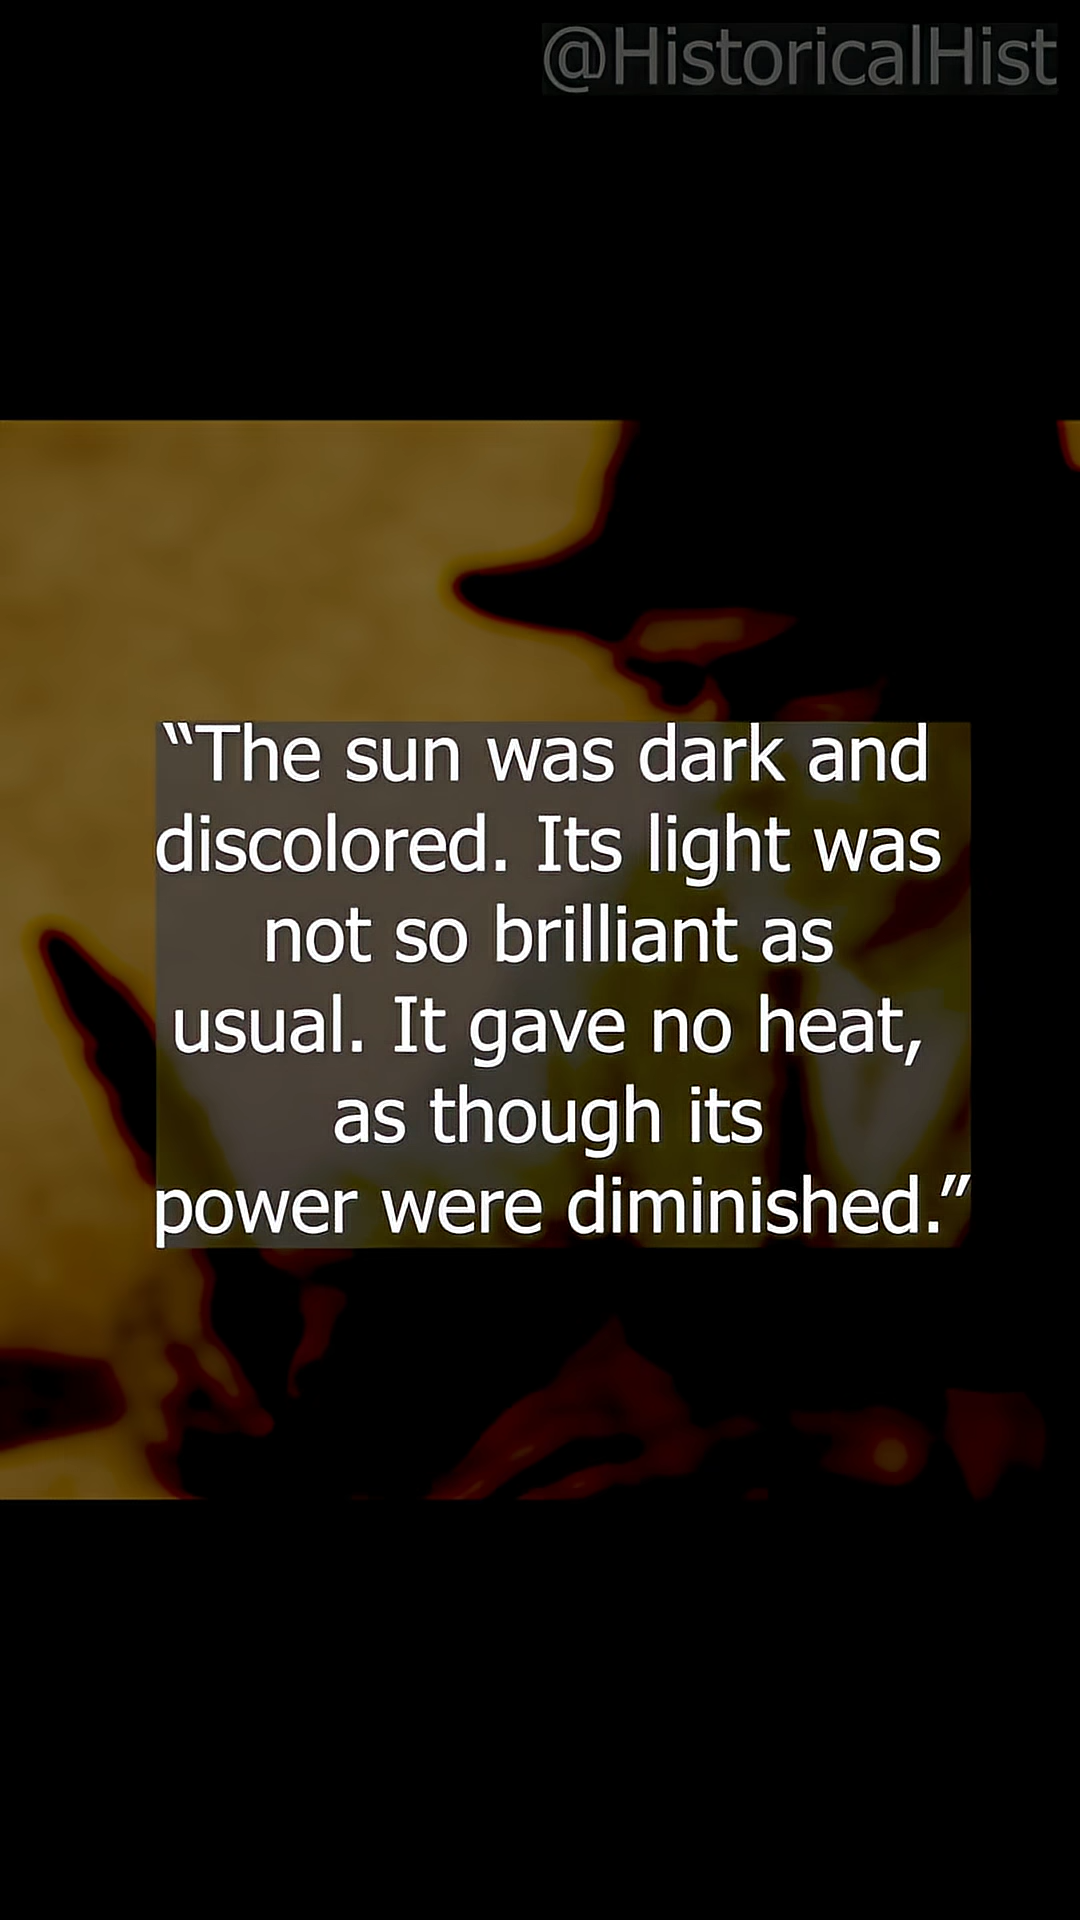 @HistoricalHist
“The sun was dark and
discolored. Its light was
not so brilliant as
usual. It gave no heat,
as though its
power were diminished.”